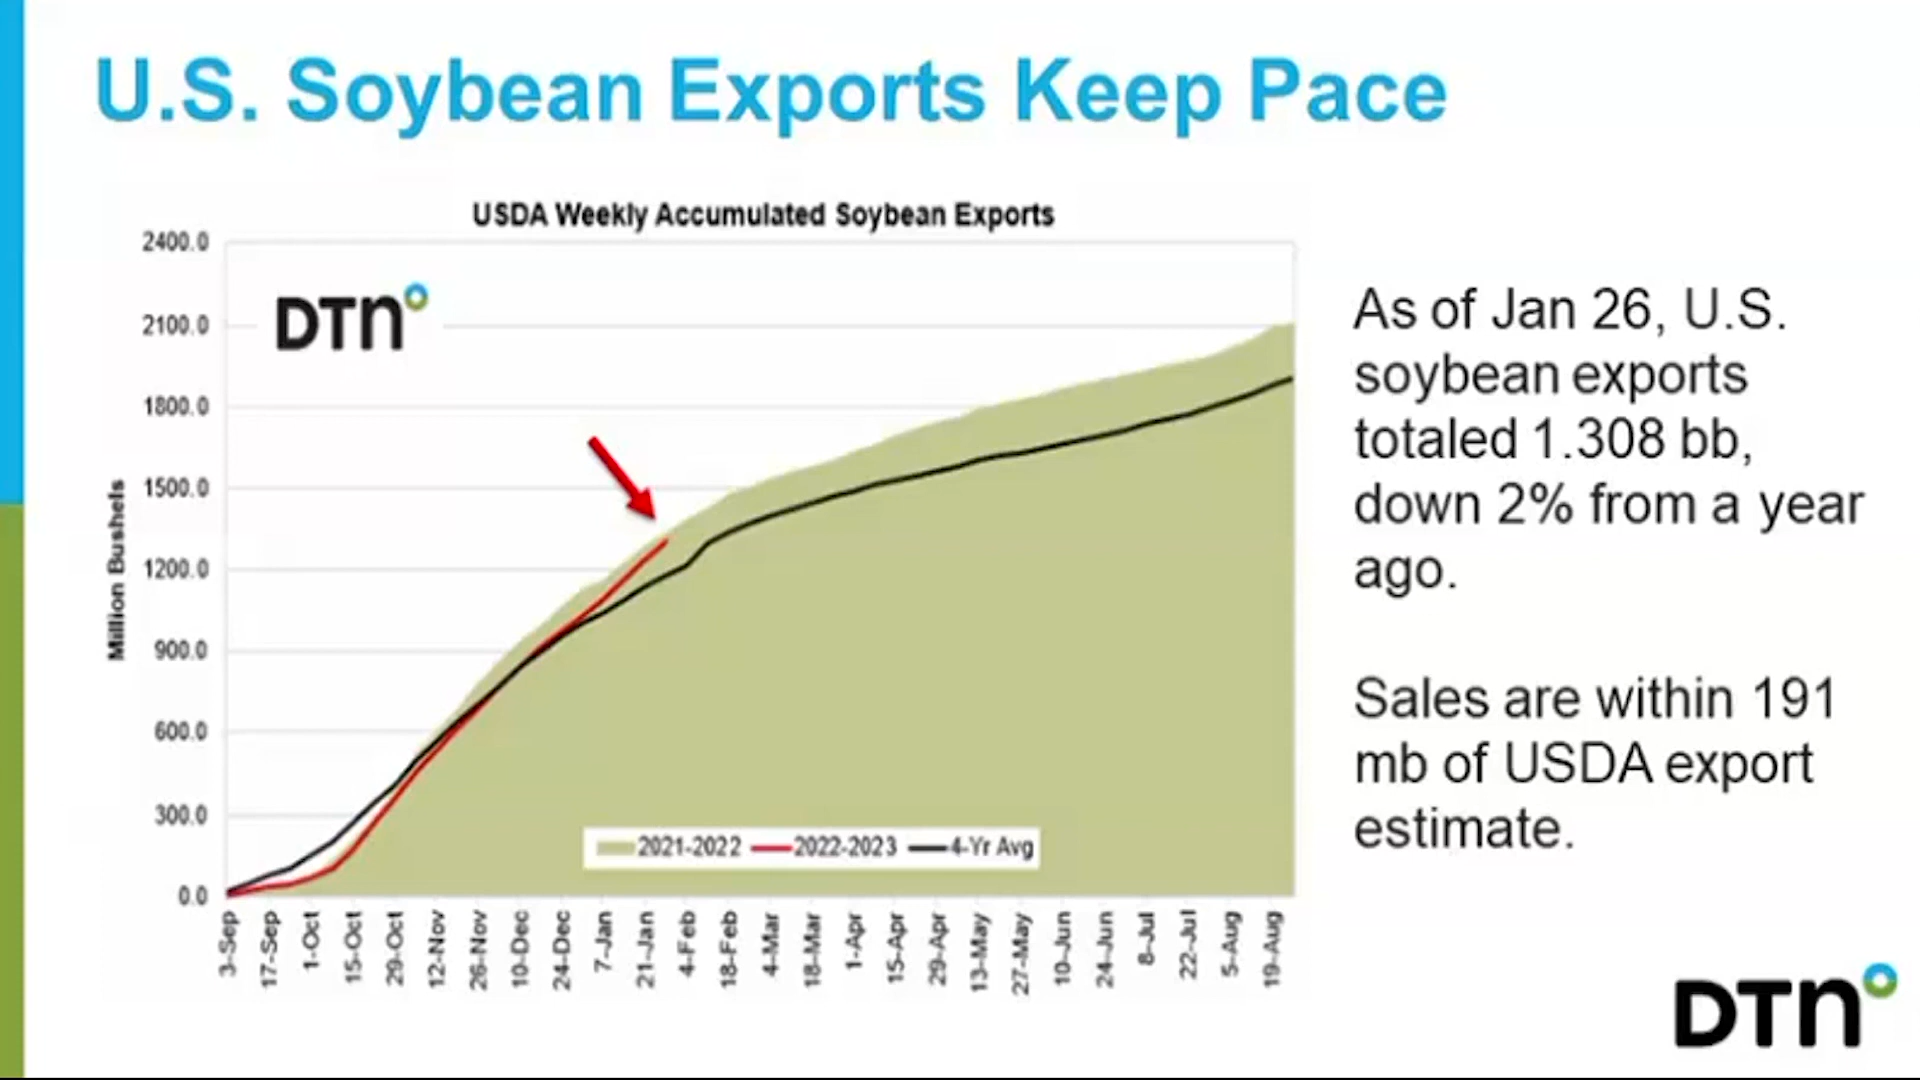 U.S. Soybean Exports Keep Pace
USDA Weekly Accumulated Soybean Exports
DTN
2400.0
2100.0
1800.0
1500.0
1200.0
900.0
600.0
300.0
0.0
Million Bushels
2021-2022 2022-2023 4-Yr Avg
3-Sep 17-Sep 1-Oct 15-Oct 29-Oct 12-Nov 26-Nov 10-Dec 24-Dec 7-Jan 21-Jan 4-Feb 18-Feb 4-Mar 18-Mar 1-Apr 15-Apr 29-Apr 13-May 27-May 10-Jun 24-Jun 8-Jul 22-Jul 5-Aug 19-Aug
As of Jan 26, U.S.
soybean exports
totaled 1.308 bb,
down 2% from a year
ago.
Sales are within 191
mb of USDA export
estimate.
DTN